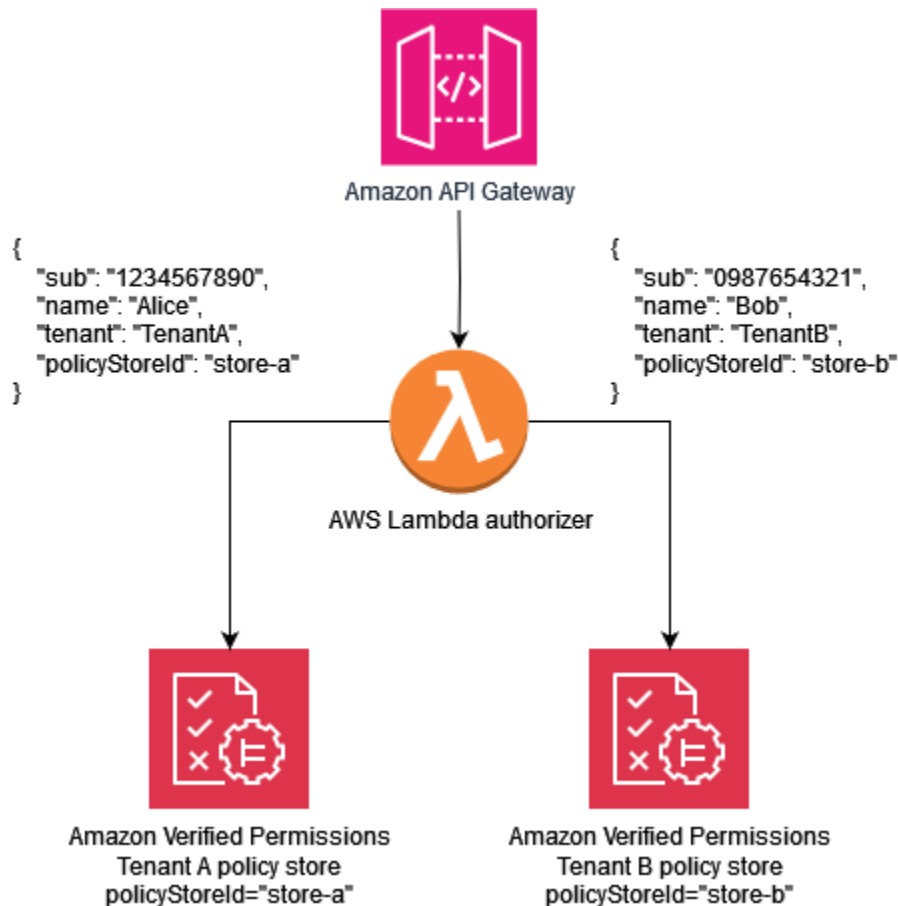 </>
Amazon API Gateway
{
"sub": "1234567890",
"name": "Alice",
"tenant": "TenantA",
"policyStoreId": "store-a"
}
{
"sub": "0987654321",
"name": "Bob",
"tenant": "TenantB",
"policyStoreId": "store-b"
}
λ
AWS Lambda authorizer
Amazon Verified Permissions
Tenant A policy store
policyStoreId="store-a"
Amazon Verified Permissions
Tenant B policy store
policyStoreId="store-b"